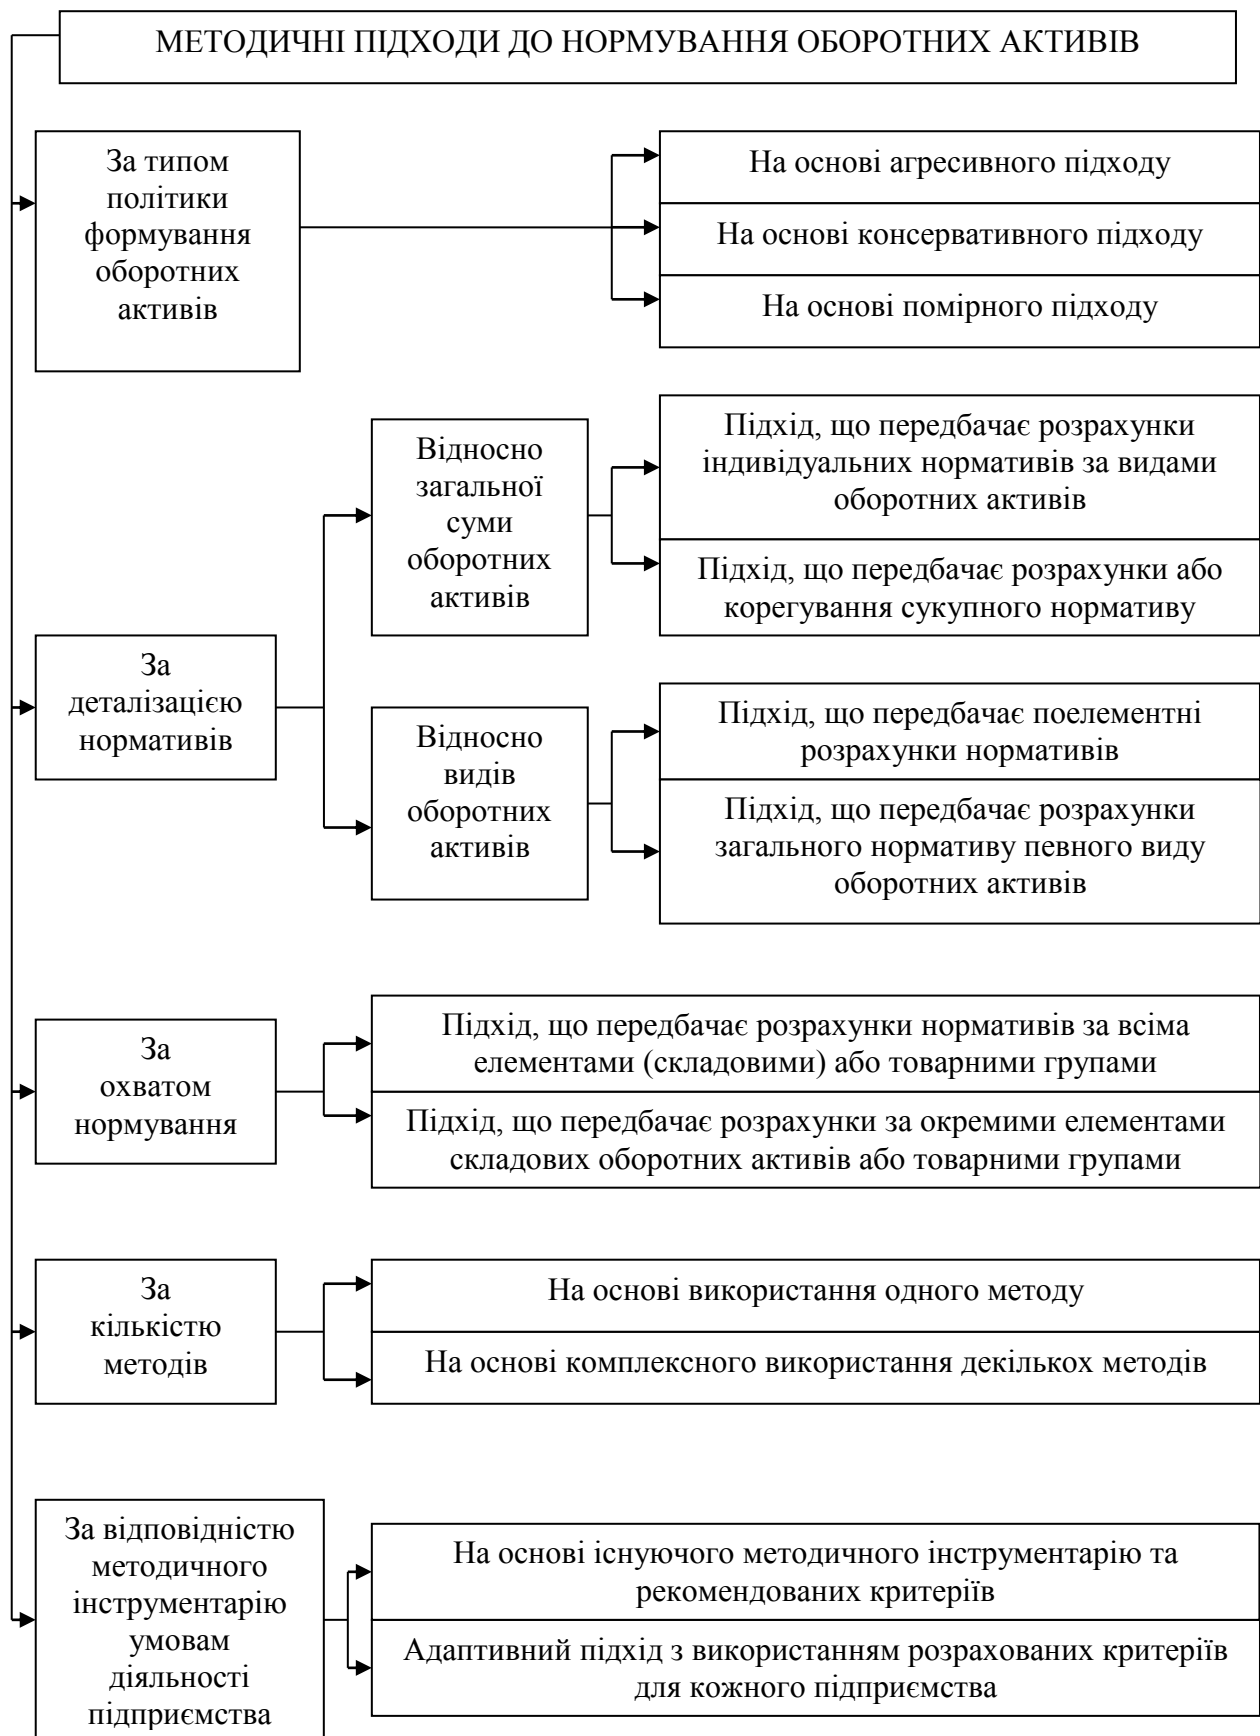 МЕТОДИЧНІ ПІДХОДИ ДО НОРМУВАННЯ ОБОРОТНИХ АКТИВІВ
За типом
політики
формування
оборотних
активів
На основі агресивного підходу
На основі консервативного підходу
На основі помірного підходу
За
деталізацією
нормативів
Відносно
загальної
суми
оборотних
активів
Підхід, що передбачає розрахунки
індивідуальних нормативів за видами
оборотних активів
Підхід, що передбачає розрахунки або
корегування сукупного нормативу
Відносно
видів
оборотних
активів
Підхід, що передбачає поелементні
розрахунки нормативів
Підхід, що передбачає розрахунки
загального нормативу певного виду
оборотних активів
За
охватом
нормування
Підхід, що передбачає розрахунки нормативів за всіма
елементами (складовими) або товарними групами
Підхід, що передбачає розрахунки за окремими елементами
складових оборотних активів або товарними групами
За
кількістю
методів
На основі використання одного методу
На основі комплексного використання декількох методів
За відповідністю
методичного
інструментарію
умовам
діяльності
підприємства
На основі існуючого методичного інструментарію та
рекомендованих критеріїв
Адаптивний підхід з використанням розрахованих критеріїв
для кожного підприємства